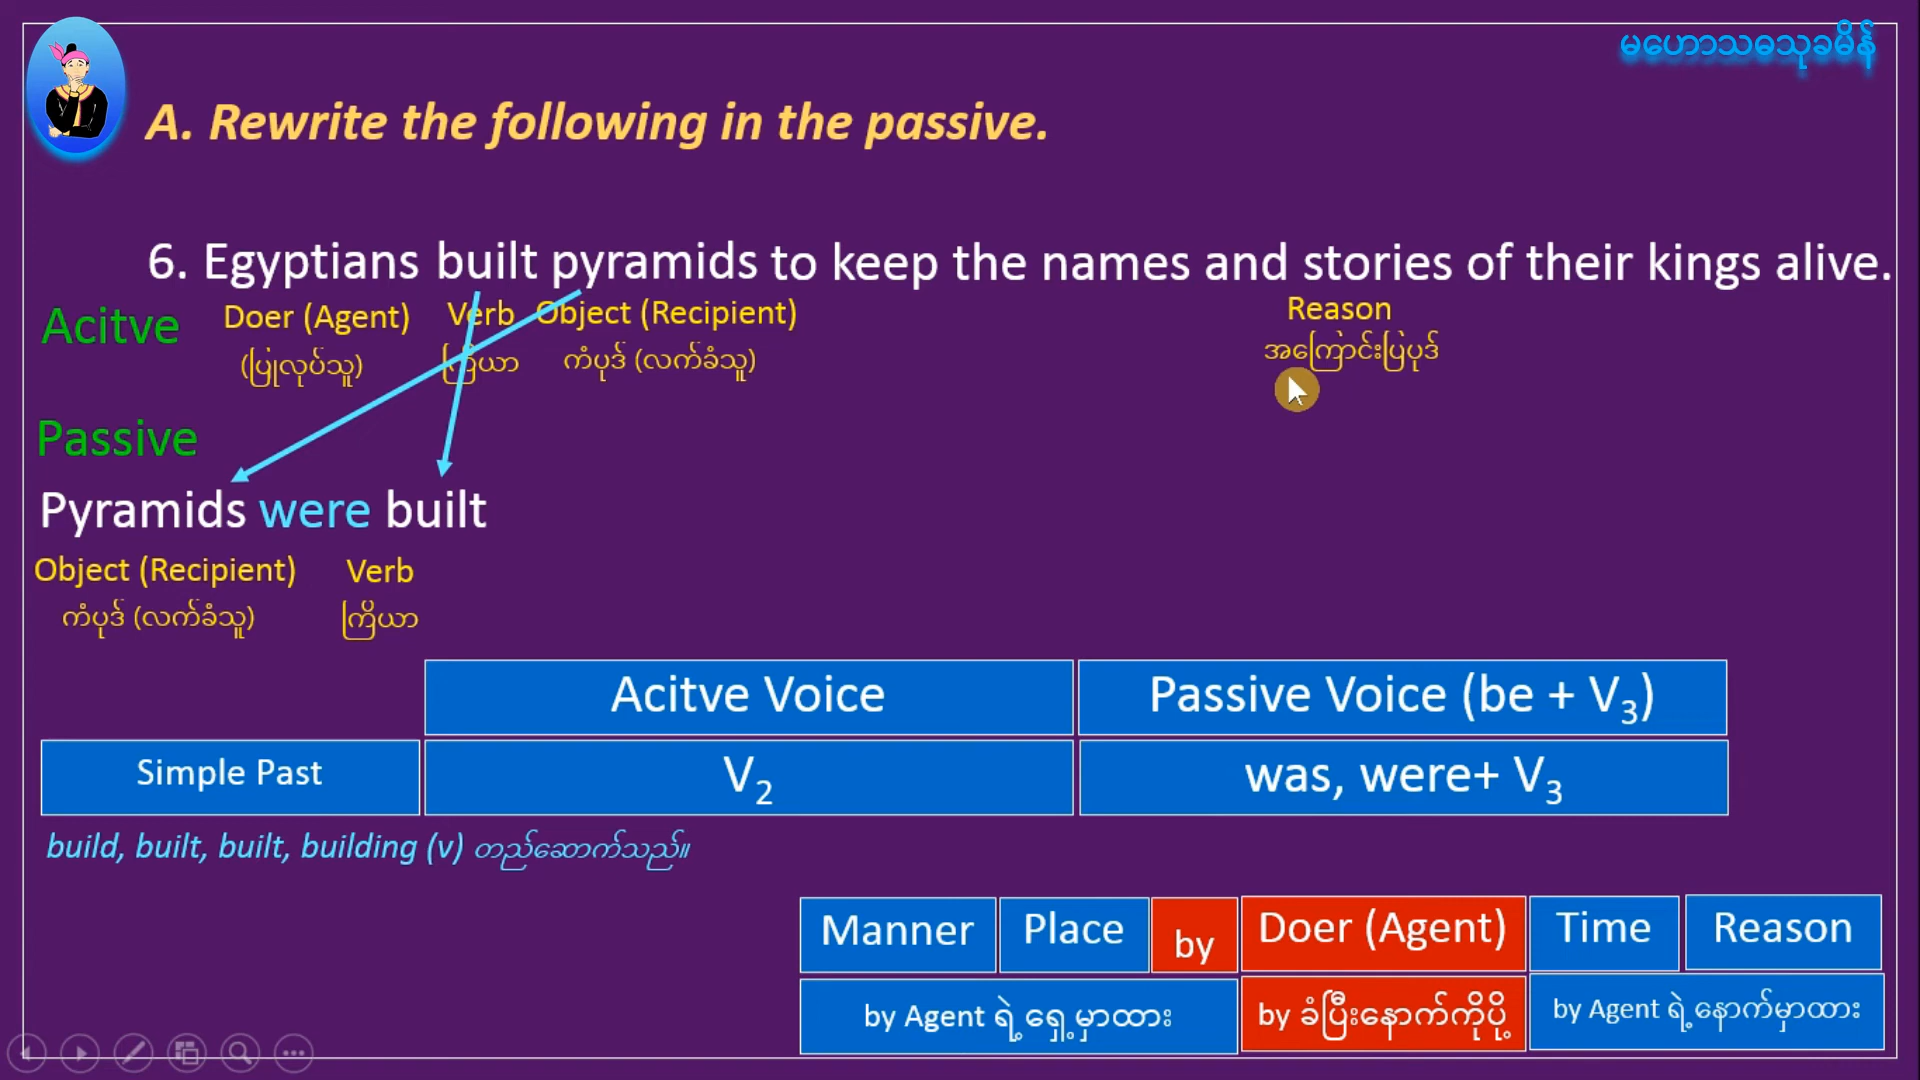 မဟောသဓသုခမိန်
A. Rewrite the following in the passive.
6. Egyptians built pyramids to keep the names and stories of their kings alive.
Acitve
Doer (Agent) Verb Object (Recipient) Reason
(ပြုလုပ်သူ) ကြိယာ ကံပုဒ် (လက်ခံသူ) အကြောင်းပြပုဒ်
Passive
Pyramids were built
Object (Recipient) Verb
ကံပုဒ် (လက်ခံသူ) ကြိယာ
Acitve Voice Passive Voice (be + V3)
Simple Past V2 was, were+ V3
build, built, built, building (v) တည်ဆောက်သည်။
Manner Place by Doer (Agent) Time Reason
by Agent ရဲ့ရှေ့မှာထား by ခံပြီးနောက်ကိုပို့ by Agent ရဲ့နောက်မှာထား